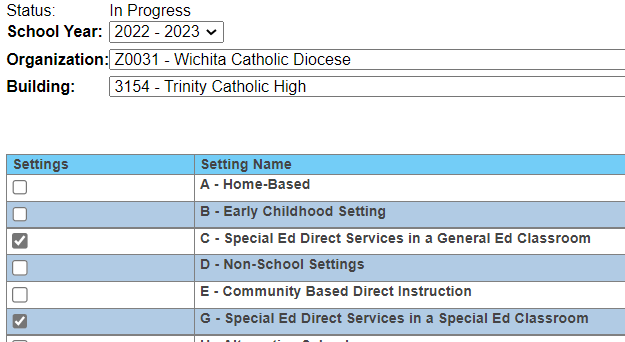 Status: In Progress
School Year: 2022 - 2023
Organization: Z0031 - Wichita Catholic Diocese
Building: 3154 - Trinity Catholic High
Settings Setting Name
A - Home-Based
B - Early Childhood Setting
C - Special Ed Direct Services in a General Ed Classroom
D - Non-School Settings
E - Community Based Direct Instruction
G - Special Ed Direct Services in a Special Ed Classroom